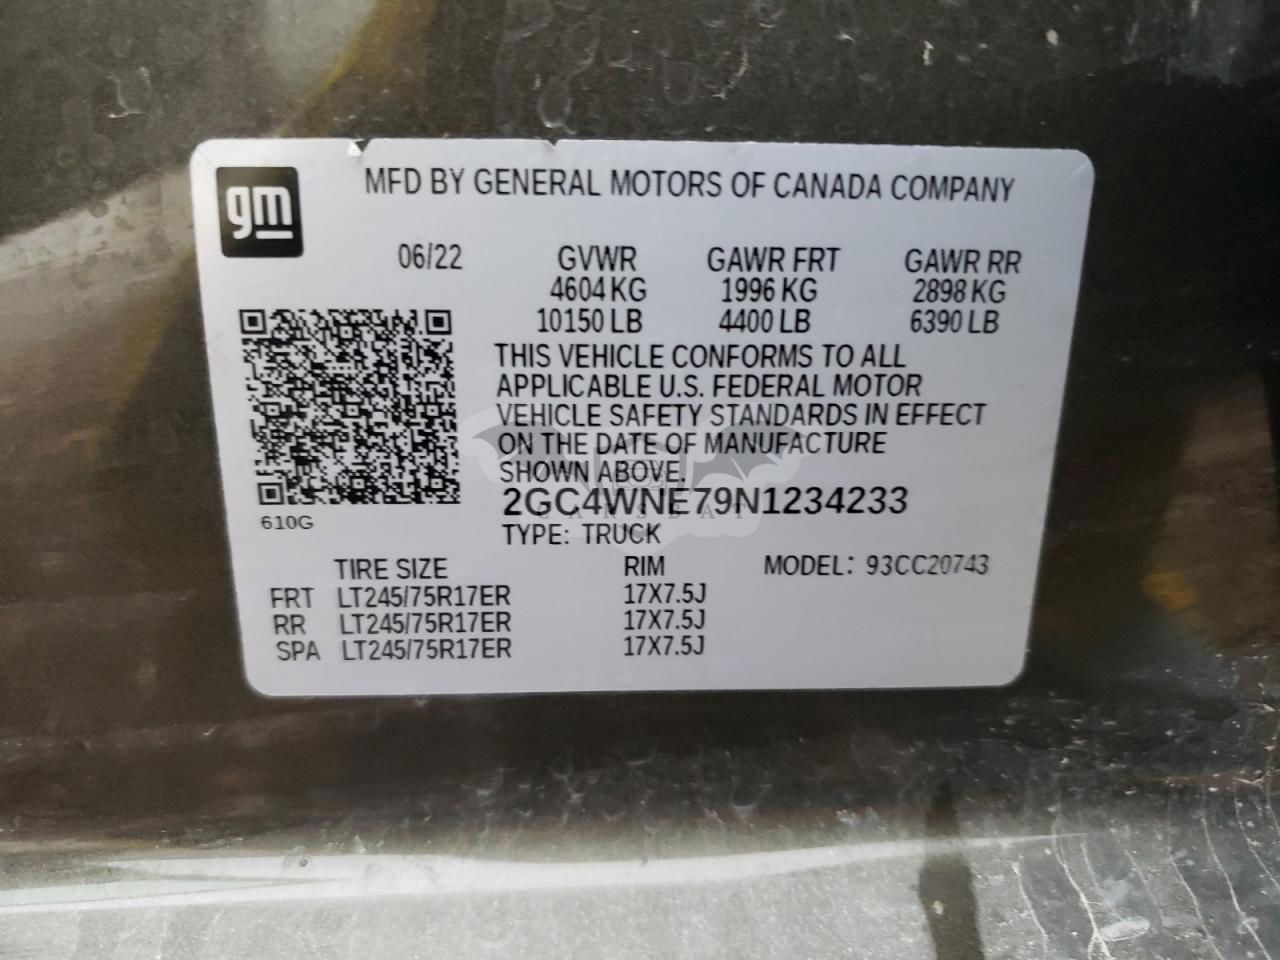 gm
MFD BY GENERAL MOTORS OF CANADA COMPANY
06/22 GVWR GAWR FRT GAWR RR
4604 KG 1996 KG 2898 KG
10150 LB 4400 LB 6390 LB
THIS VEHICLE CONFORMS TO ALL
APPLICABLE U.S. FEDERAL MOTOR
VEHICLE SAFETY STANDARDS IN EFFECT
ON THE DATE OF MANUFACTURE
SHOWN ABOVE.
2GC4WNE79N1234233
610G
TYPE: TRUCK
TIRE SIZE RIM MODEL: 93CC20743
FRT LT245/75R17ER 17X7.5J
RR LT245/75R17ER 17X7.5J
SPA LT245/75R17ER 17X7.5J